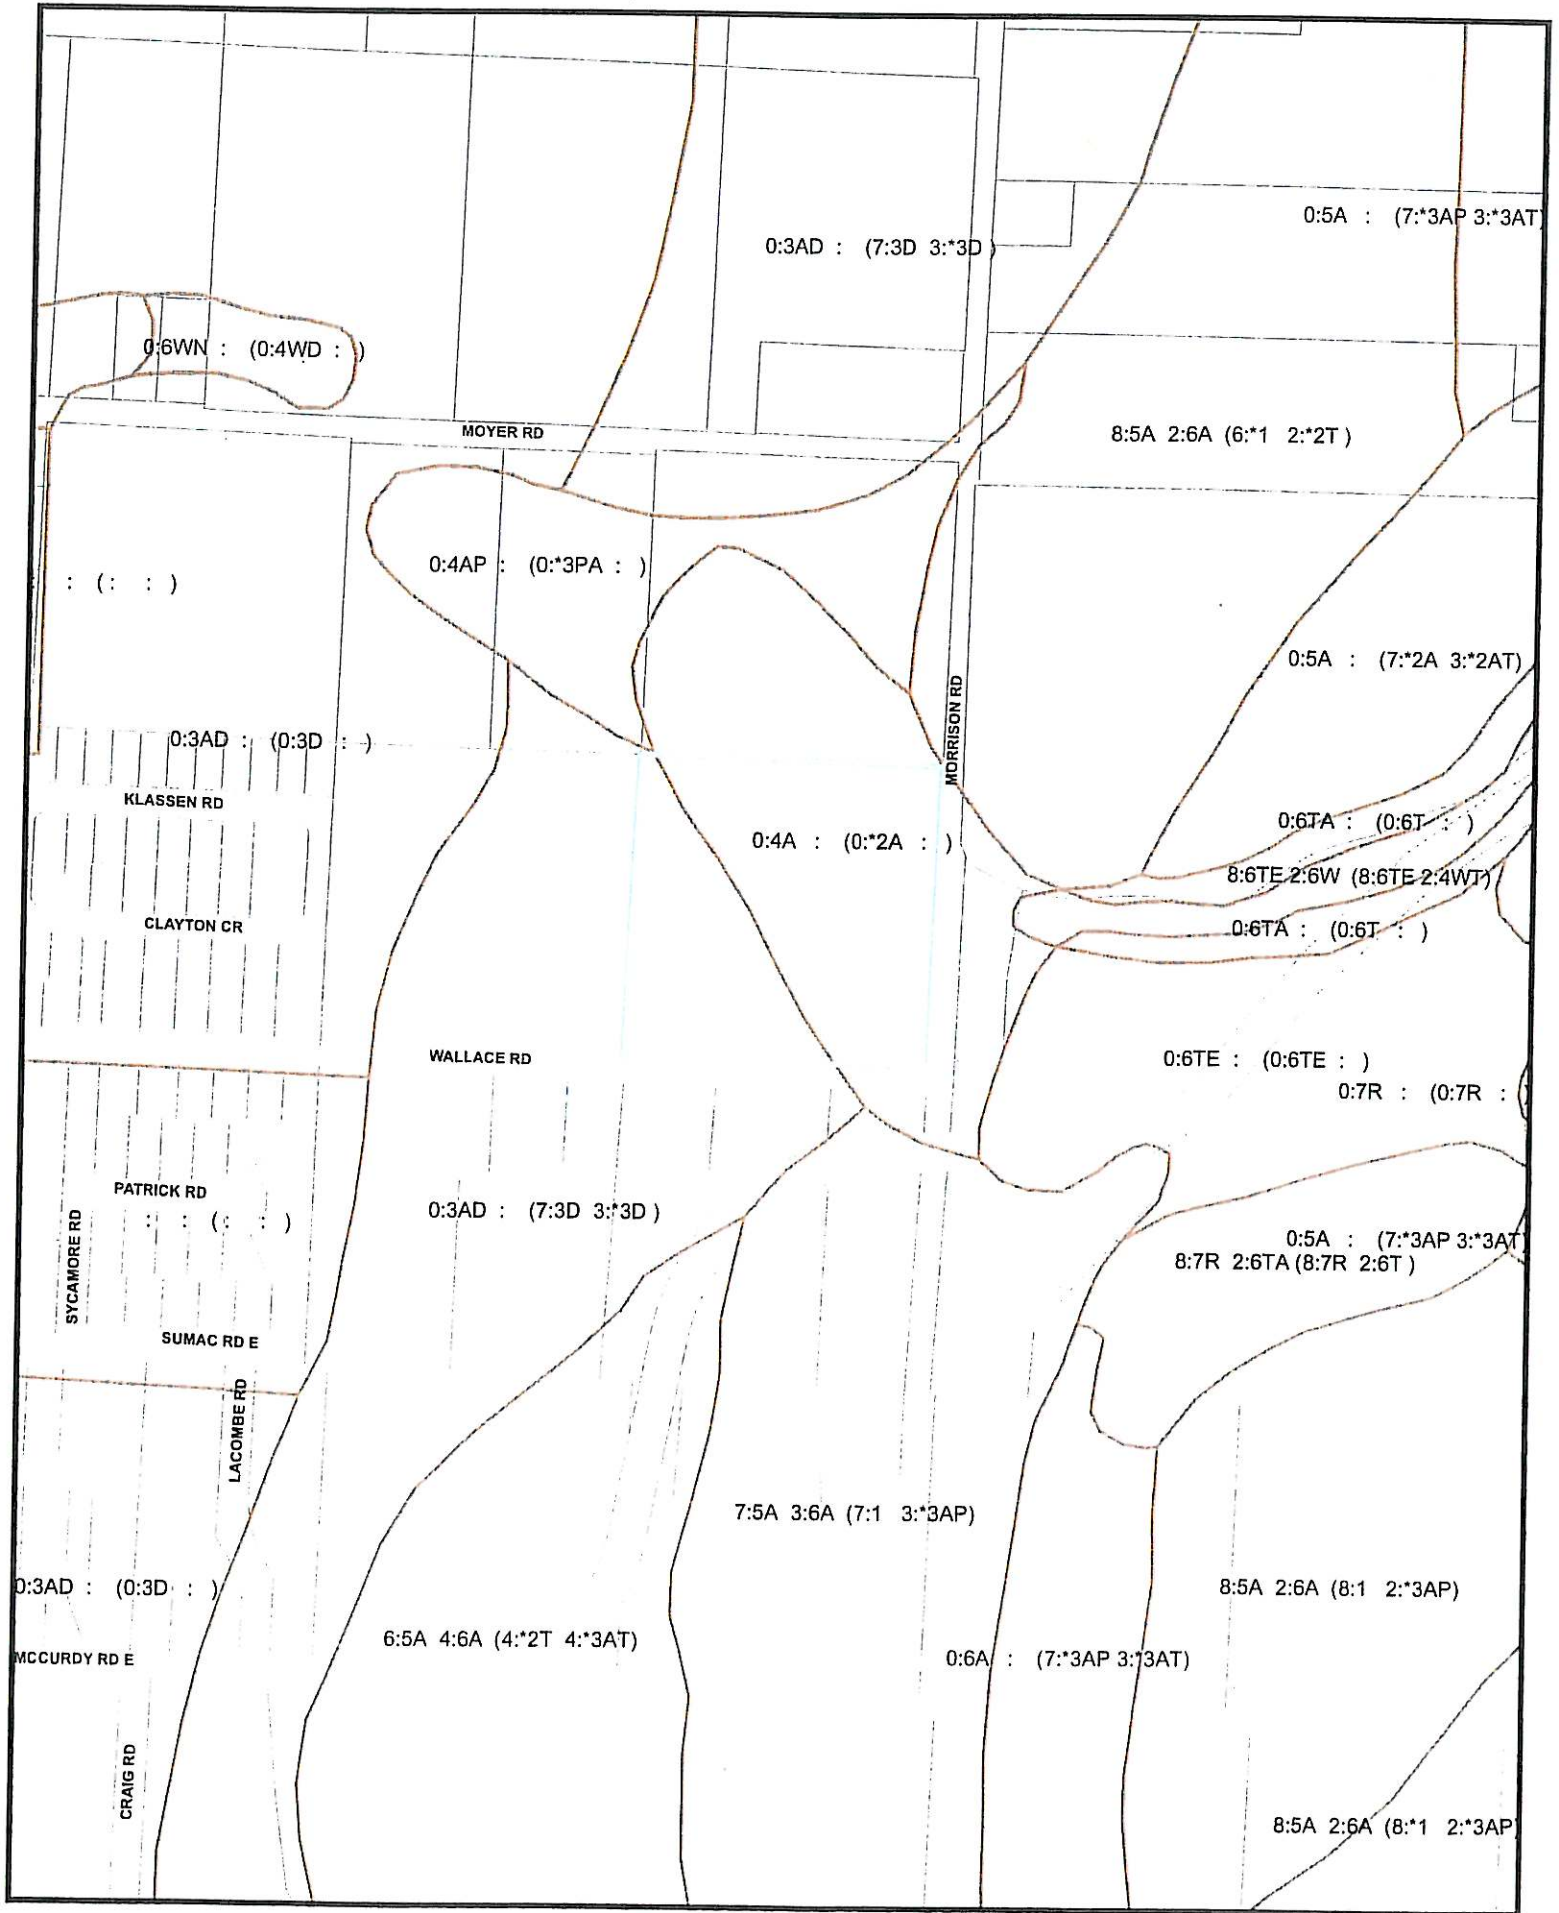 0:5A : (7:*3AP 3:*3AT)
0:3AD : (7:3D 3:*3D )
0:6WN : (0:4WD : )
MOYER RD
8:5A 2:6A (6:*1 2:*2T )
0:4AP : (0:*3PA : )
: (: : )
0:5A : (7:*2A 3:*2AT)
MORRISON RD
0:3AD : (0:3D : )
KLASSEN RD
0:4A : (0:*2A : )
0:6TA : (0:6T : )
8:6TE 2:6W (8:6TE 2:4WT)
CLAYTON CR
0:6TA : (0:6T : )
WALLACE RD
0:6TE : (0:6TE : )
0:7R : (0:7R :
PATRICK RD
: : (: : )
0:3AD : (7:3D 3:*3D )
SYCAMORE RD
0:5A : (7:*3AP 3:*3AT)
8:7R 2:6TA (8:7R 2:6T )
SUMAC RD E
LACOMBE RD
7:5A 3:6A (7:1 3:*3AP)
0:3AD : (0:3D : )
8:5A 2:6A (8:1 2:*3AP)
6:5A 4:6A (4:*2T 4:*3AT)
MCCURDY RD E
0:6A : (7:*3AP 3:*3AT)
CRAIG RD
8:5A 2:6A (8:*1 2:*3AP)